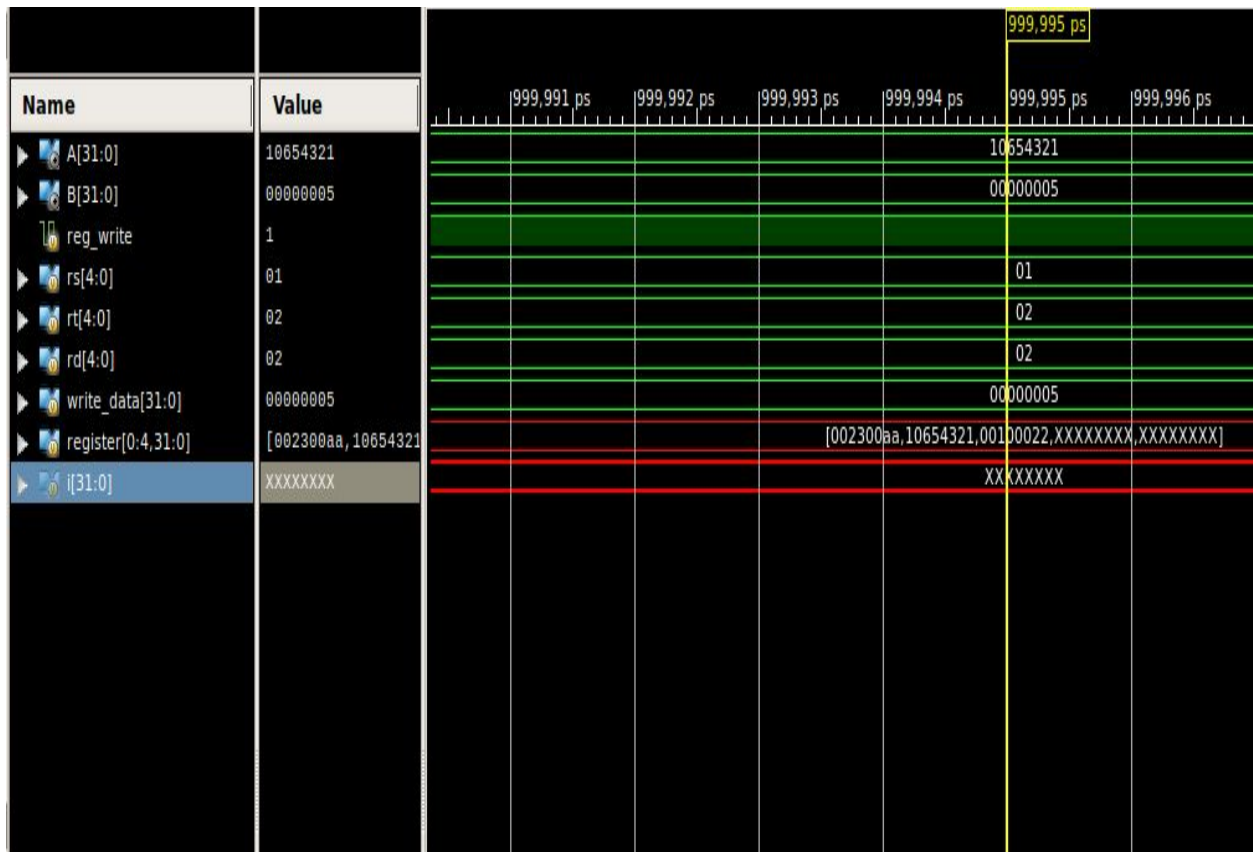 999,995 ps
Name Value 999,991 ps 999,992 ps 999,993 ps 999,994 ps 999,995 ps 999,996 ps
A[31:0] 10654321 10654321
B[31:0] 00000005 00000005
reg_write 1
rs[4:0] 01 01
rt[4:0] 02 02
rd[4:0] 02 02
write_data[31:0] 00000005 00000005
register[0:4,31:0] [002300aa,10654321 [002300aa,10654321,00100022,XXXXXXXX,XXXXXXXX]
i[31:0] XXXXXXXX XXXXXXXX